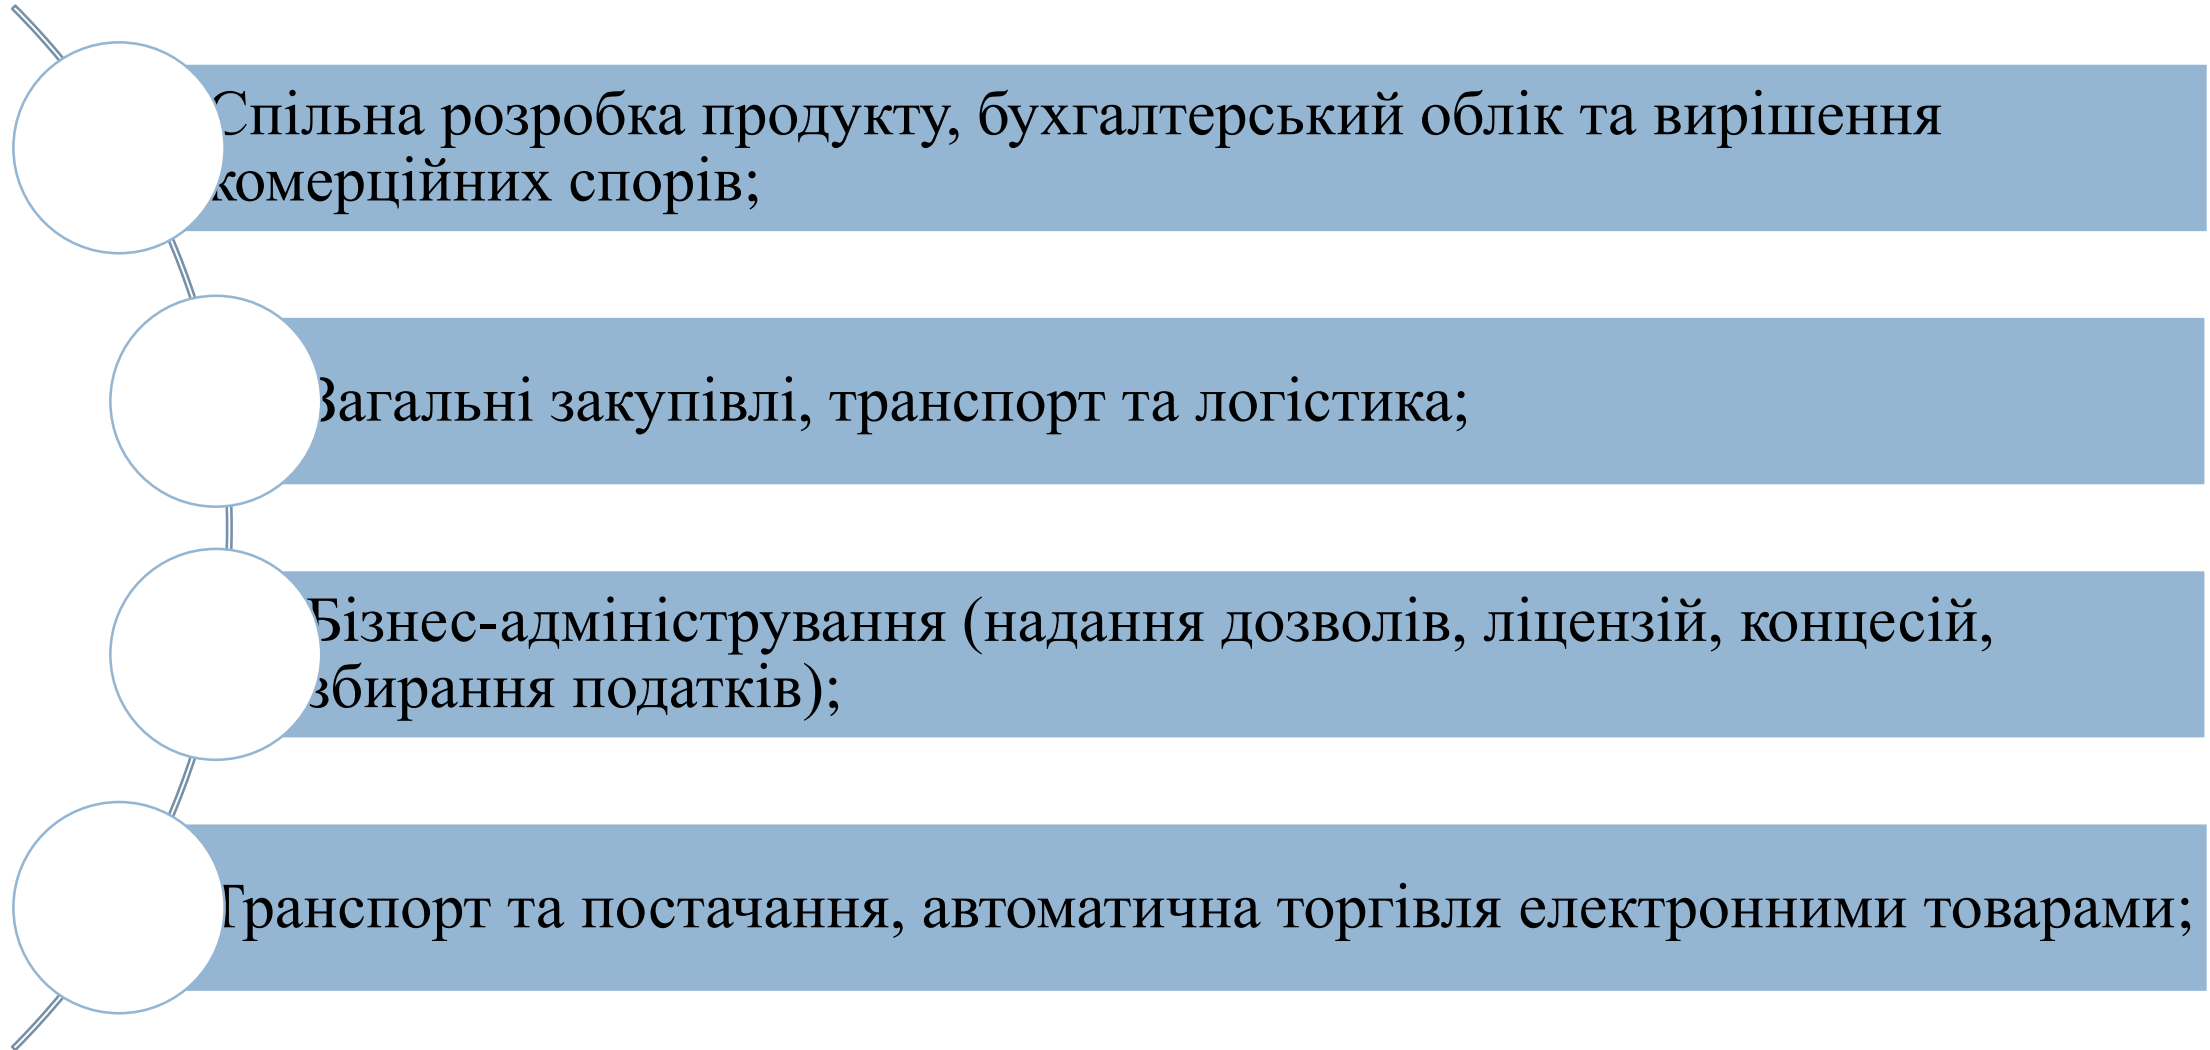 Спільна розробка продукту, бухгалтерський облік та вирішення
комерційних спорів;
Загальні закупівлі, транспорт та логістика;
Бізнес-адміністрування (надання дозволів, ліцензій, концесій,
збирання податків);
Транспорт та постачання, автоматична торгівля електронними товарами;